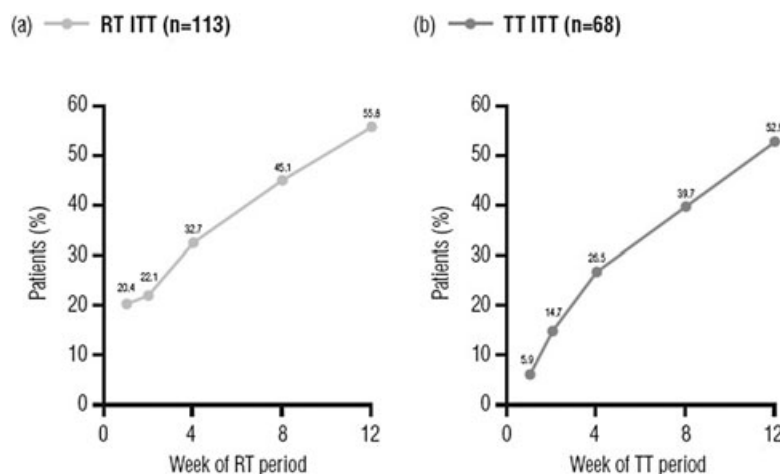 (a) RT ITT (n=113)
60
50
40
30
20
10
0
Patients (%)
20.4
22.1
32.7
45.1
55.8
0 4 8 12
Week of RT period
(b) TT ITT (n=68)
60
50
40
30
20
10
0
Patients (%)
5.9
14.7
26.5
39.7
0 4 8 12
Week of TT period